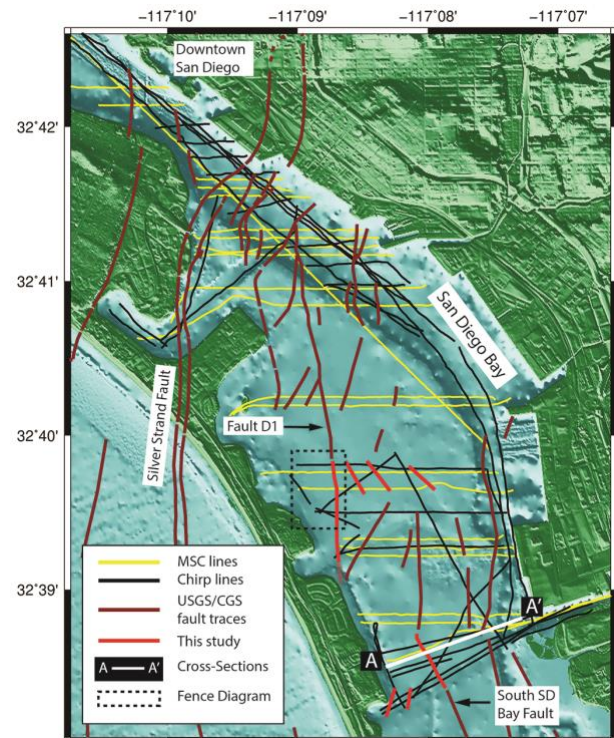 −117°10′ −117°09′ −117°08′ −117°07′
Downtown
San Diego
32°42′
32°41′
San Diego Bay
Silver Strand Fault
32°40′
Fault D1
32°39′
MSC lines
Chirp lines
USGS/CGS
fault traces
This study
A A′ Cross-Sections
Fence Diagram
A′
A
South SD
Bay Fault